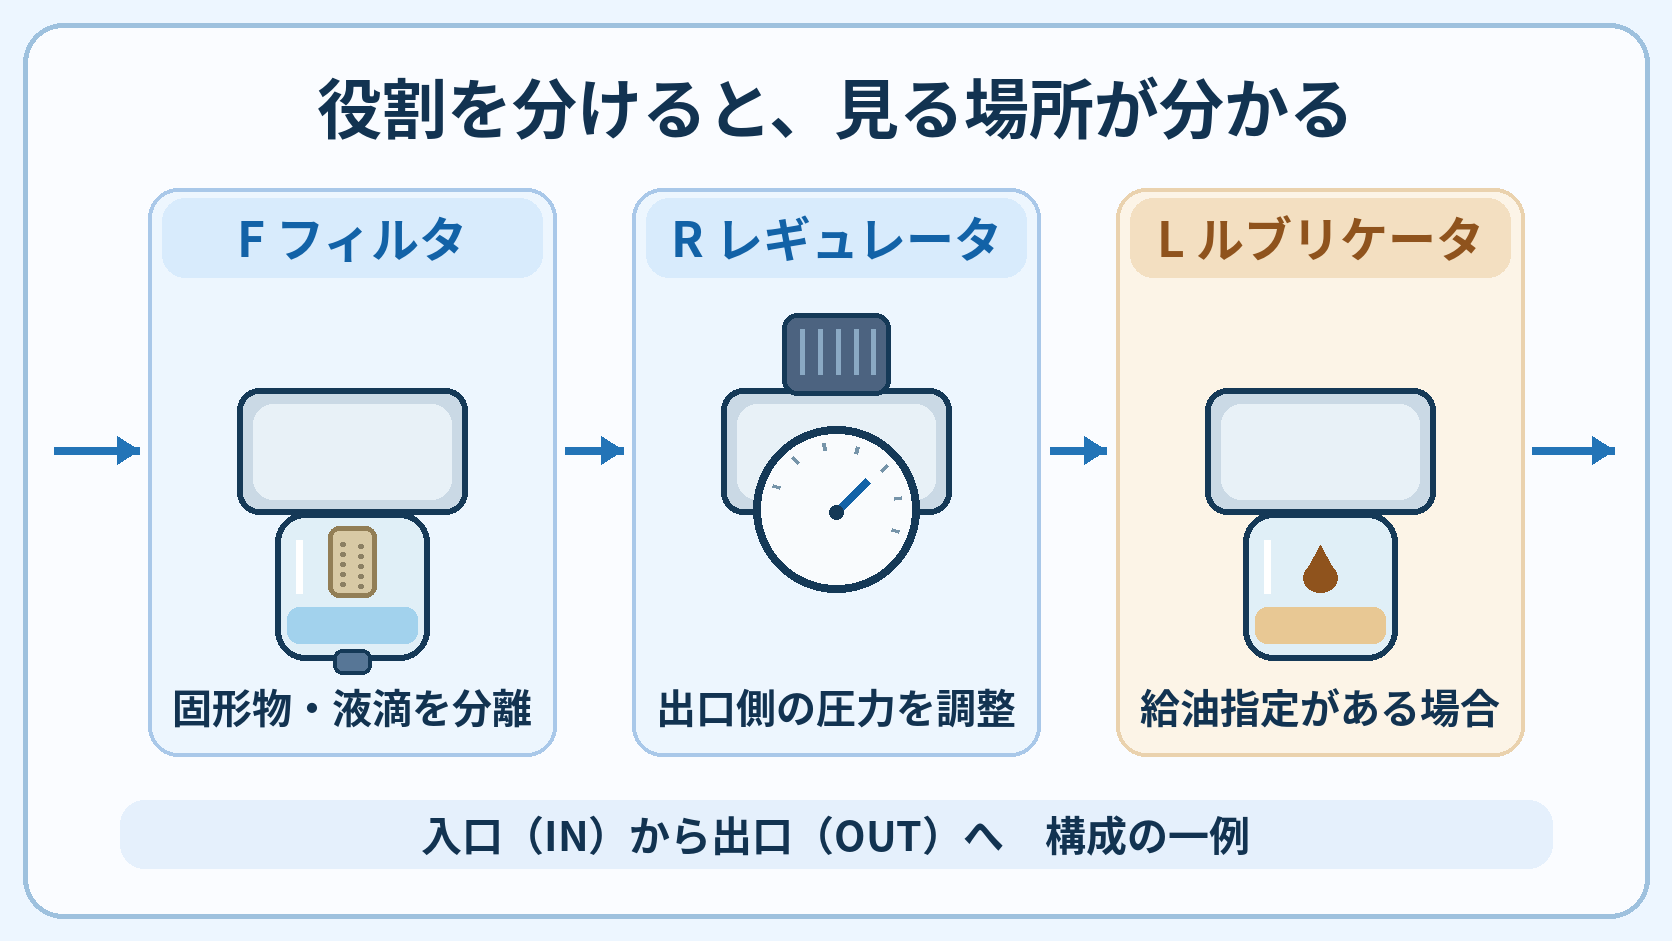 役割を分けると、見る場所が分かる
F フィルタ
R レギュレータ
L ルブリケータ
固形物・液滴を分離
出口側の圧力を調整
給油指定がある場合
入口（IN）から出口（OUT）へ　構成の一例